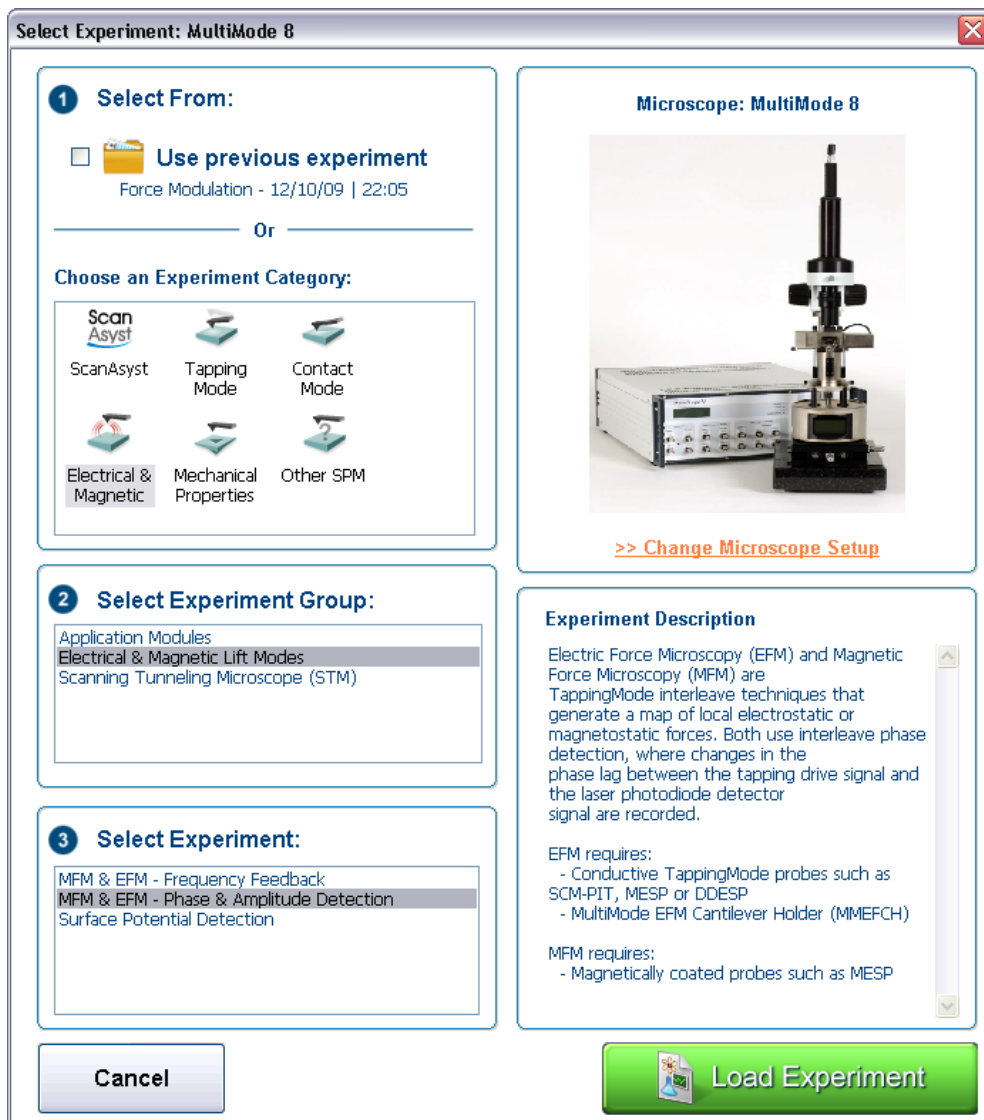 Select Experiment: MultiMode 8
1 Select From:
Use previous experiment
Force Modulation - 12/10/09 | 22:05
Or
Choose an Experiment Category:
Scan
Asyst
ScanAsyst
Tapping
Mode
Contact
Mode
Electrical &
Magnetic
Mechanical
Properties
?
Other SPM
2 Select Experiment Group:
Application Modules
Electrical & Magnetic Lift Modes
Scanning Tunneling Microscope (STM)
3 Select Experiment:
MFM & EFM - Frequency Feedback
MFM & EFM - Phase & Amplitude Detection
Surface Potential Detection
Cancel
Microscope: MultiMode 8
>> Change Microscope Setup
Experiment Description
Electric Force Microscopy (EFM) and Magnetic
Force Microscopy (MFM) are
TappingMode interleave techniques that
generate a map of local electrostatic or
magnetostatic forces. Both use interleave phase
detection, where changes in the
phase lag between the tapping drive signal and
the laser photodiode detector
signal are recorded.
EFM requires:
- Conductive TappingMode probes such as
SCM-PIT, MESP or DDESP
- MultiMode EFM Cantilever Holder (MMEFCH)
MFM requires:
- Magnetically coated probes such as MESP
Load Experiment